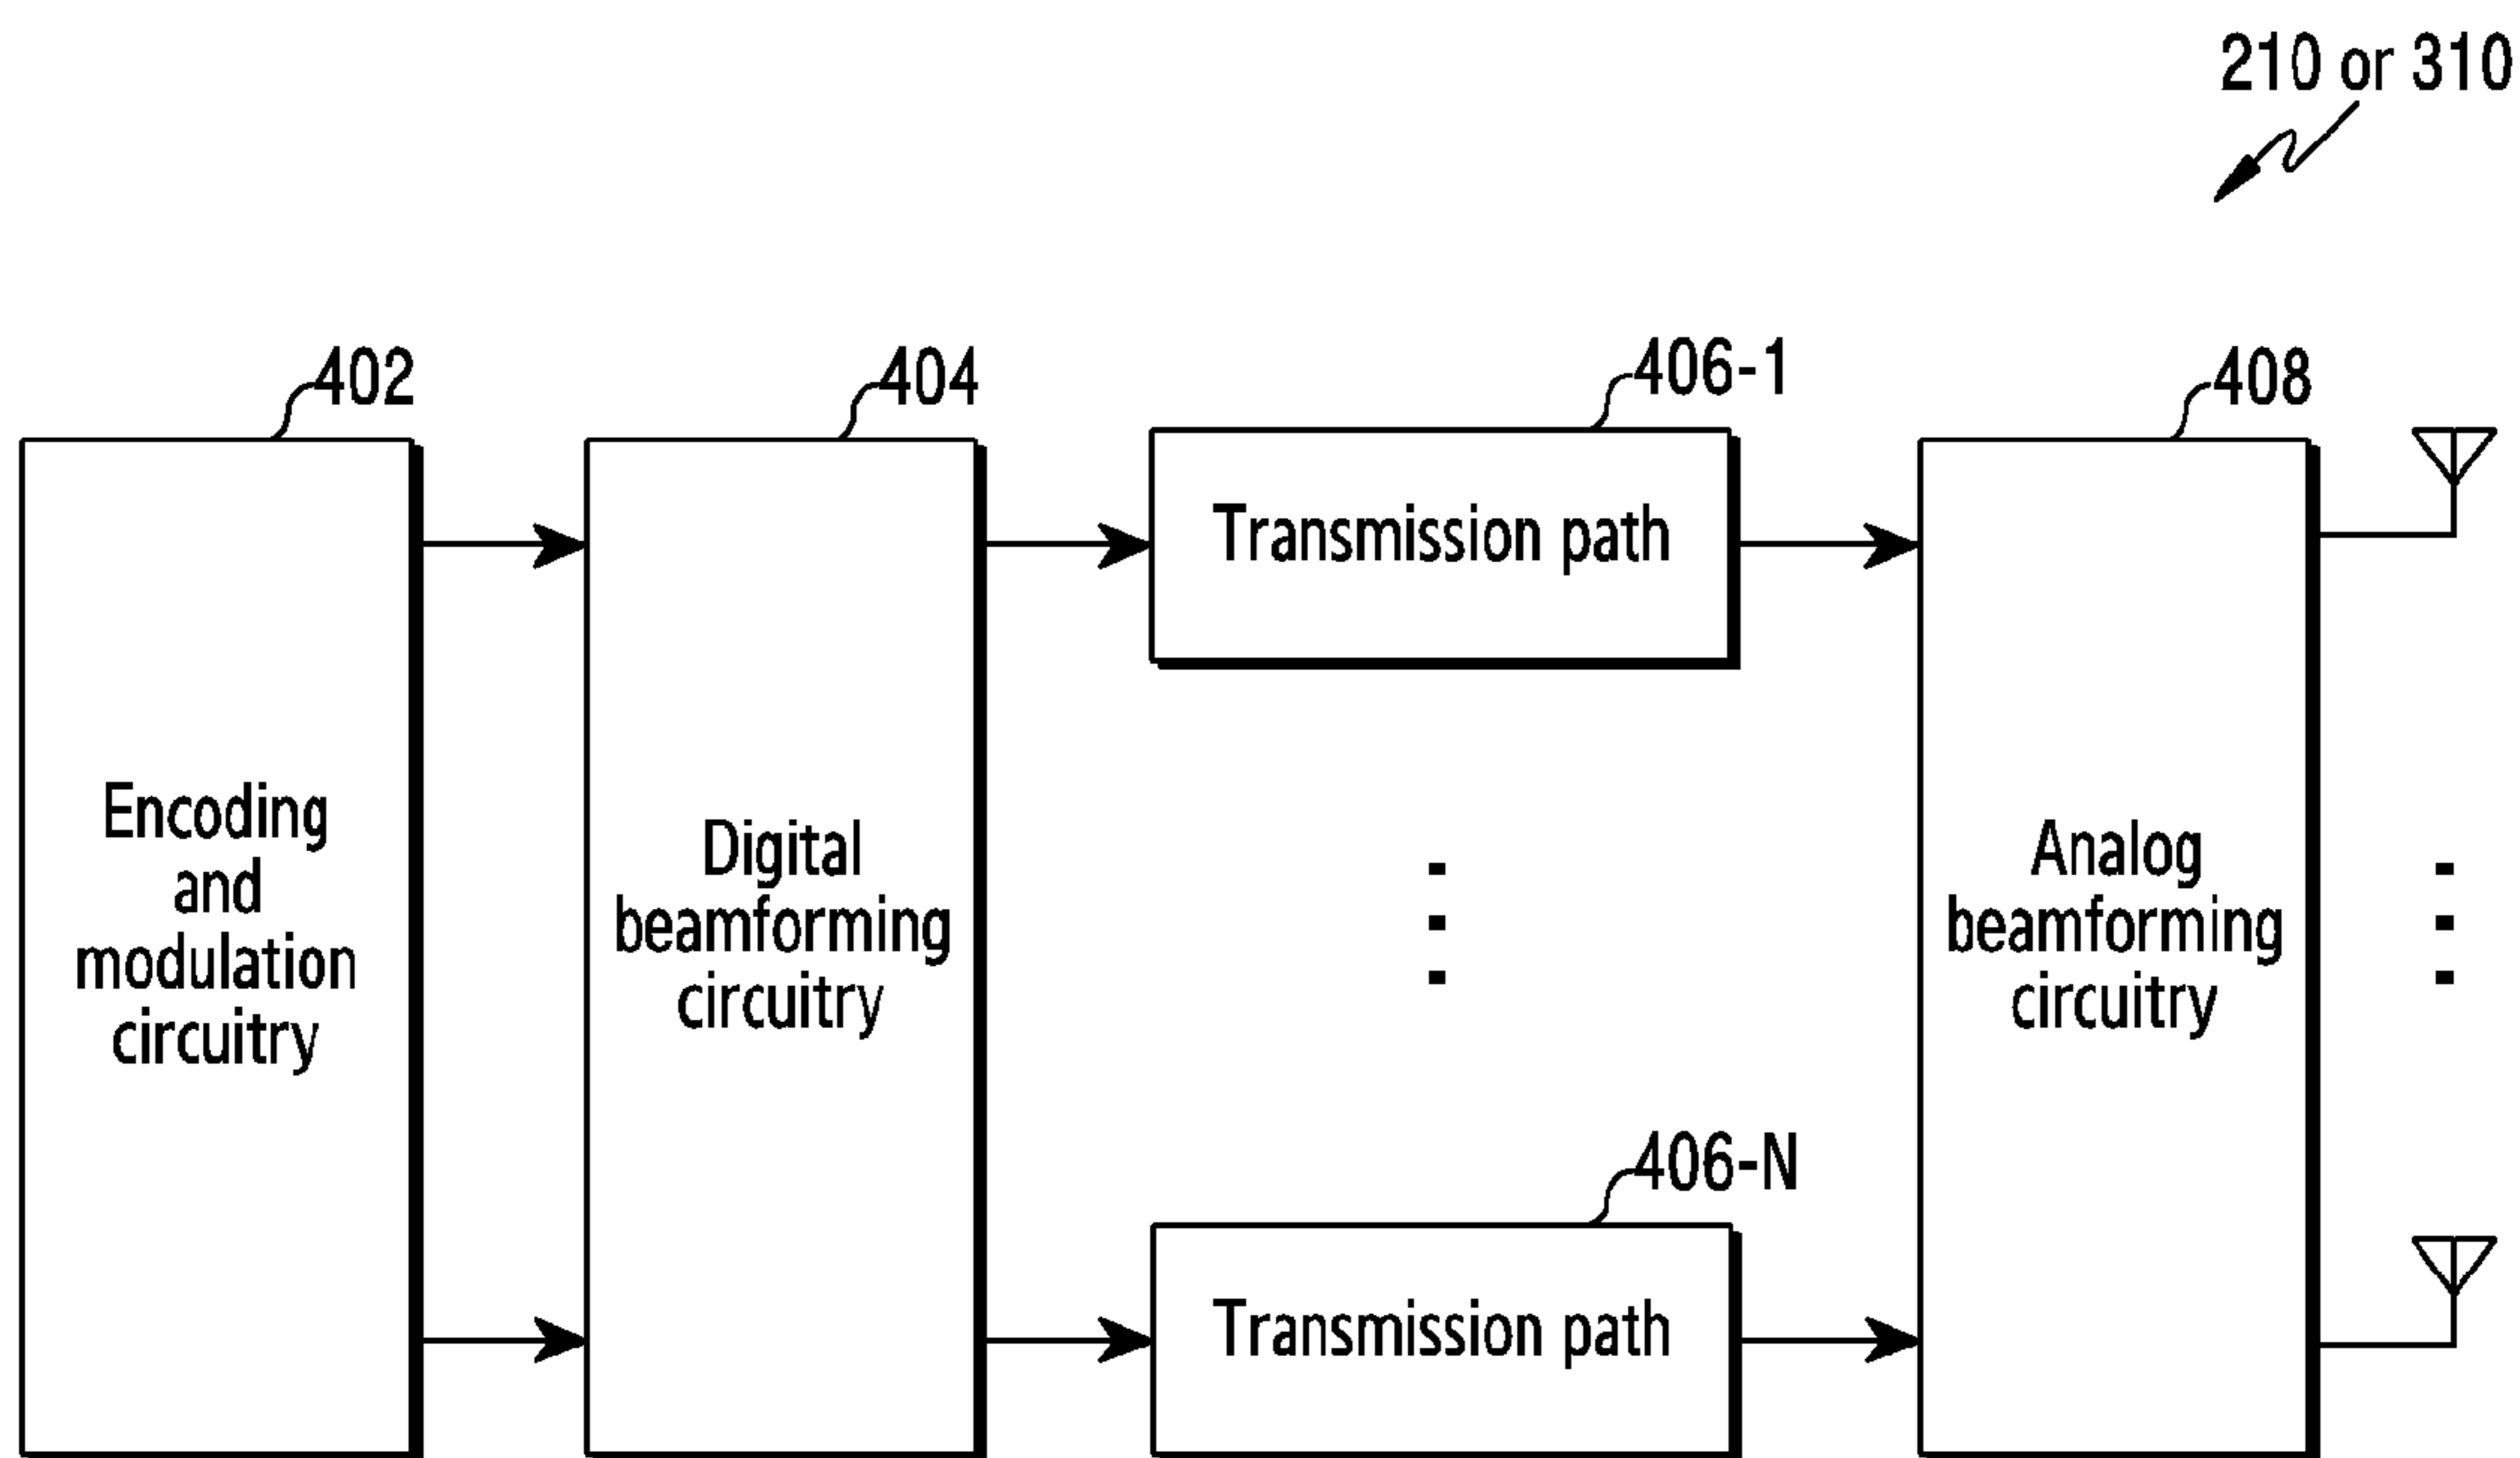 210 or 310
402
404
406-1
408
Encoding
and
modulation
circuitry
Digital
beamforming
circuitry
Transmission path
Analog
beamforming
circuitry
406-N
Transmission path